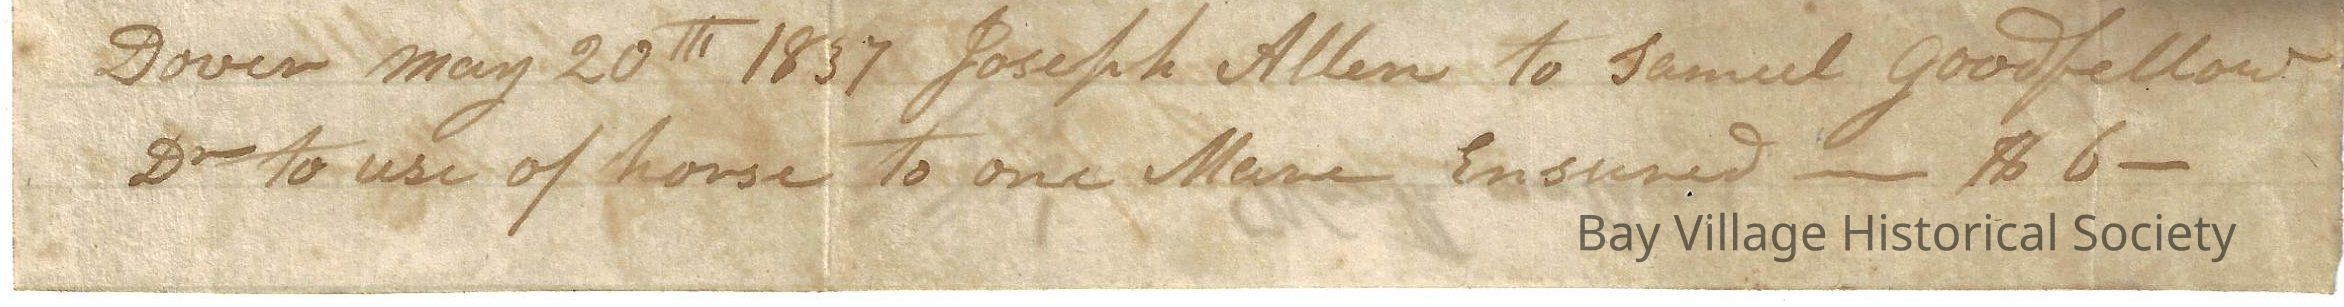 Dover may 20TH 1837 Joseph Allen to Samuel Goodfellow
Dr to use of horse to one Mare Ensured — $ 6 —
Bay Village Historical Society